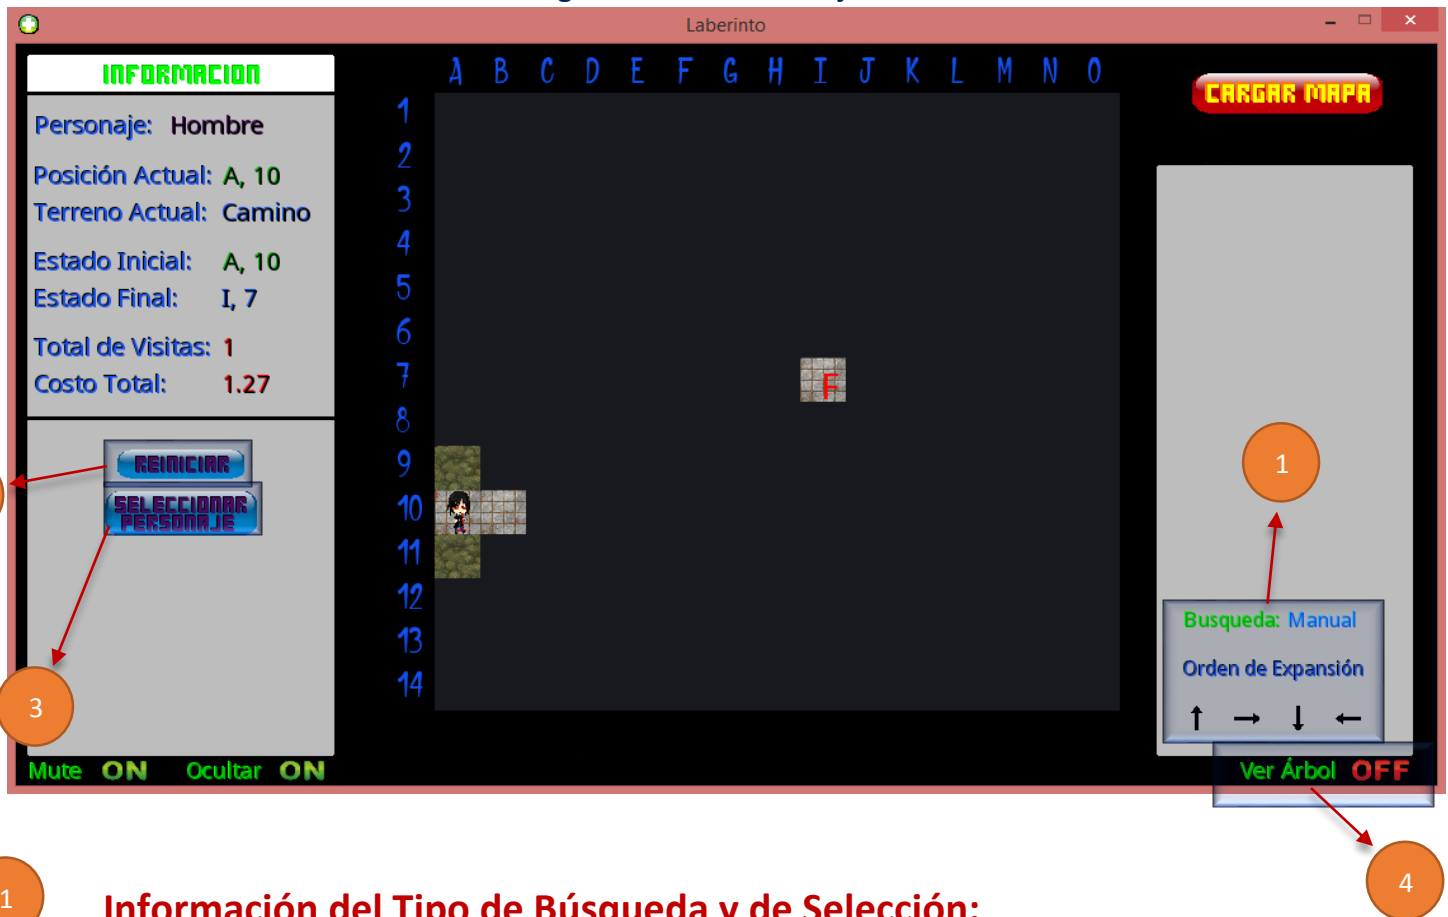 Laberinto
INFORMACION
Personaje: Hombre
Posición Actual: A, 10
Terreno Actual: Camino
Estado Inicial: A, 10
Estado Final: I, 7
Total de Visitas: 1
Costo Total: 1.27
REINICIAR
SELECCIONAR
PERSONAJE
3
Mute ON Ocultar ON
A B C D E F G H I J K L M N O
1
2
3
4
5
6
7
8
9
10
11
12
13
14
F
CARGAR MAPA
1
Busqueda: Manual
Orden de Expansión
↑ → ↓ ←
Ver Árbol OFF
4
1
Información del Tipo de Búsqueda y de Selección: